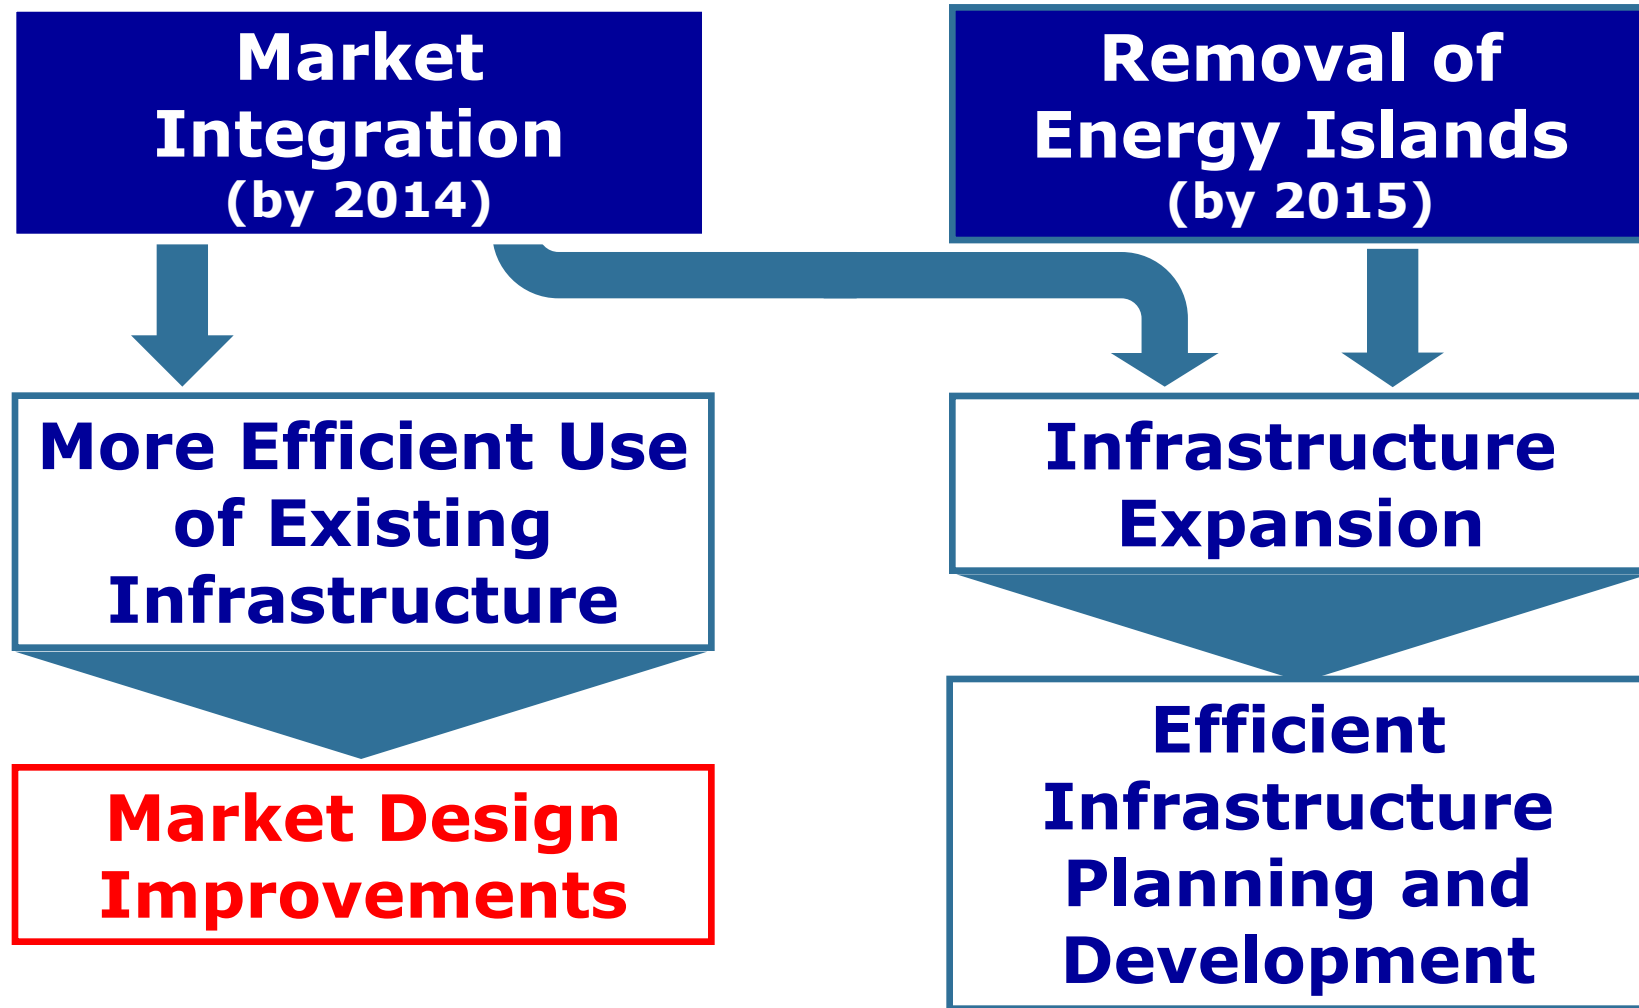 Market
Integration
(by 2014)
Removal of
Energy Islands
(by 2015)
More Efficient Use
of Existing
Infrastructure
Infrastructure
Expansion
Market Design
Improvements
Efficient
Infrastructure
Planning and
Development